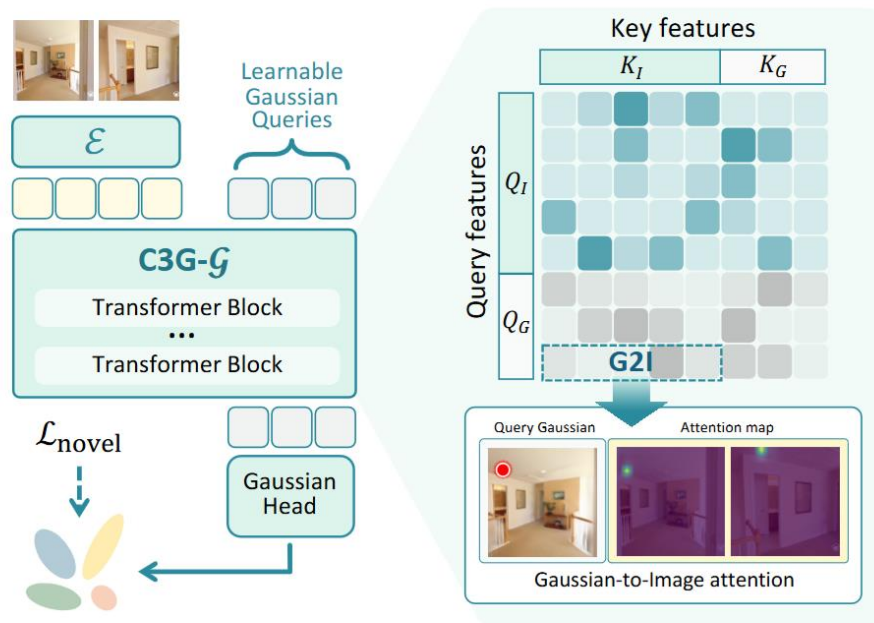 Learnable
Gaussian
Queries
ℰ
C3G-𝒢
Transformer Block
...
Transformer Block
ℒnovel
Gaussian
Head
Key features
K_I
K_G
Query features
Q_I
Q_G
G2I
Query Gaussian
Attention map
Gaussian-to-Image attention